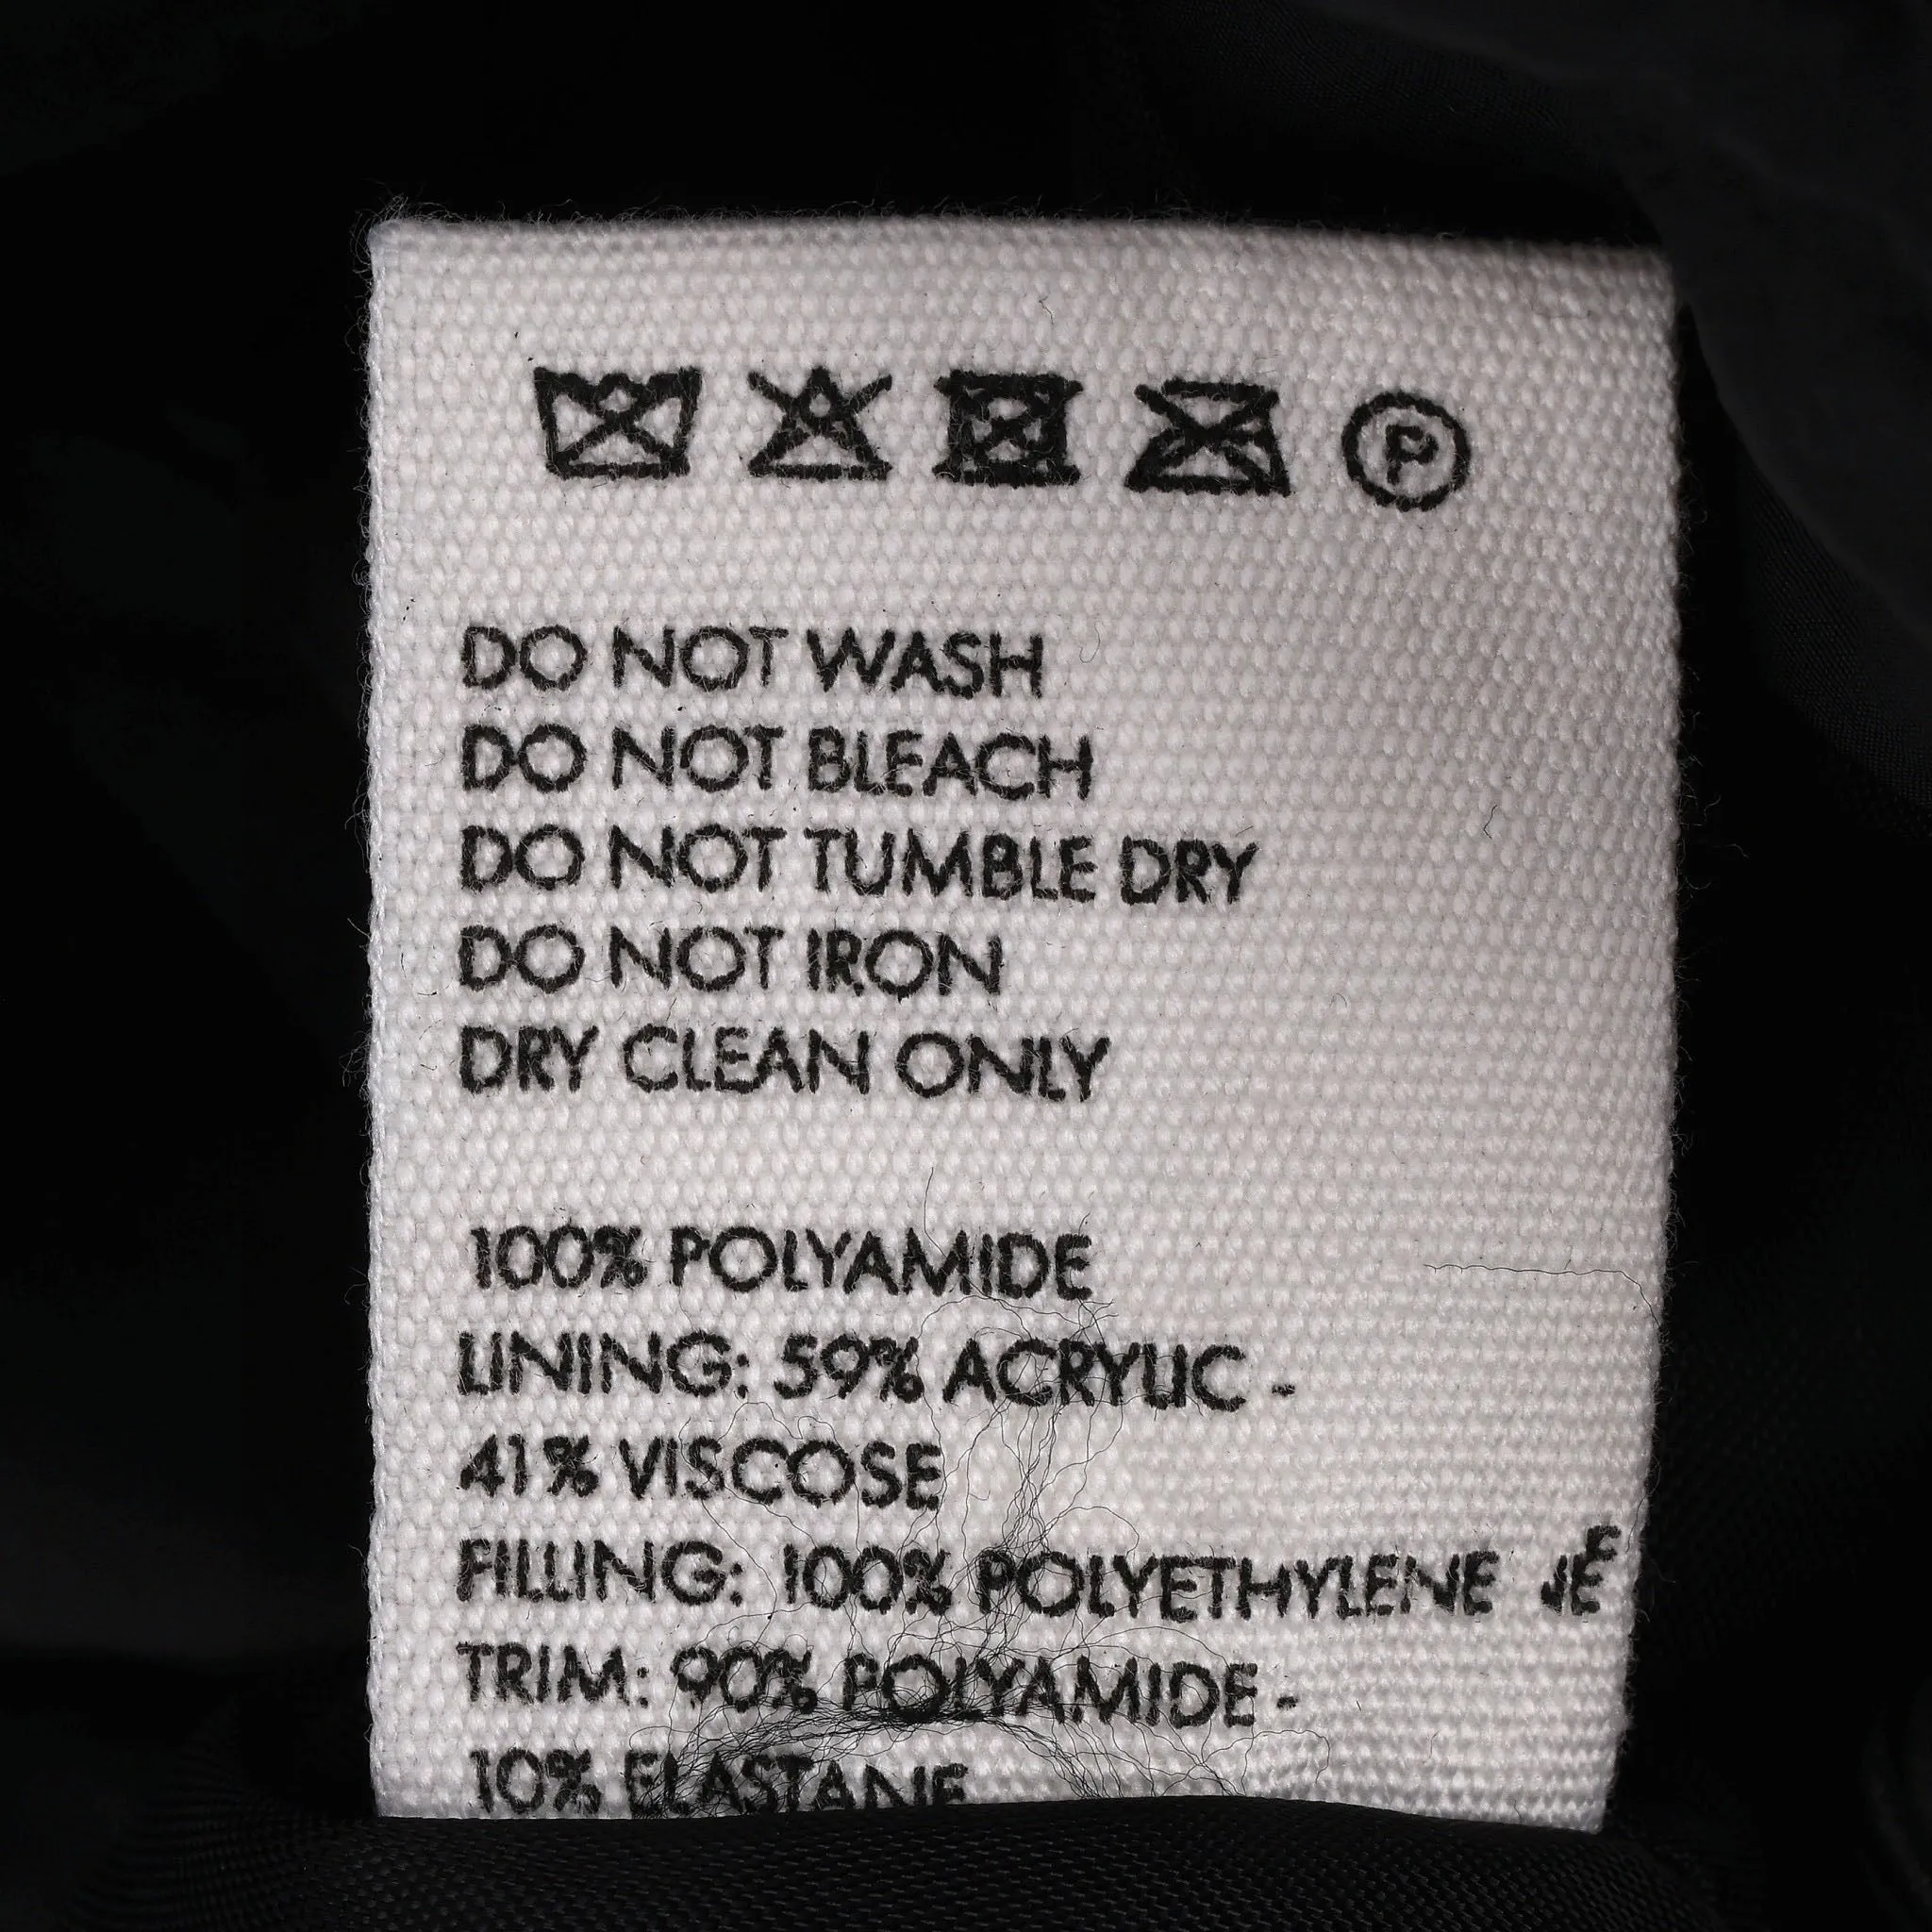 P
DO NOT WASH
DO NOT BLEACH
DO NOT TUMBLE DRY
DO NOT IRON
DRY CLEAN ONLY
100% POLYAMIDE
LINING: 59% ACRYLIC -
41% VISCOSE
FILLING: 100% POLYETHYLENE
TRIM: 90% POLYAMIDE -
10% ELASTANE